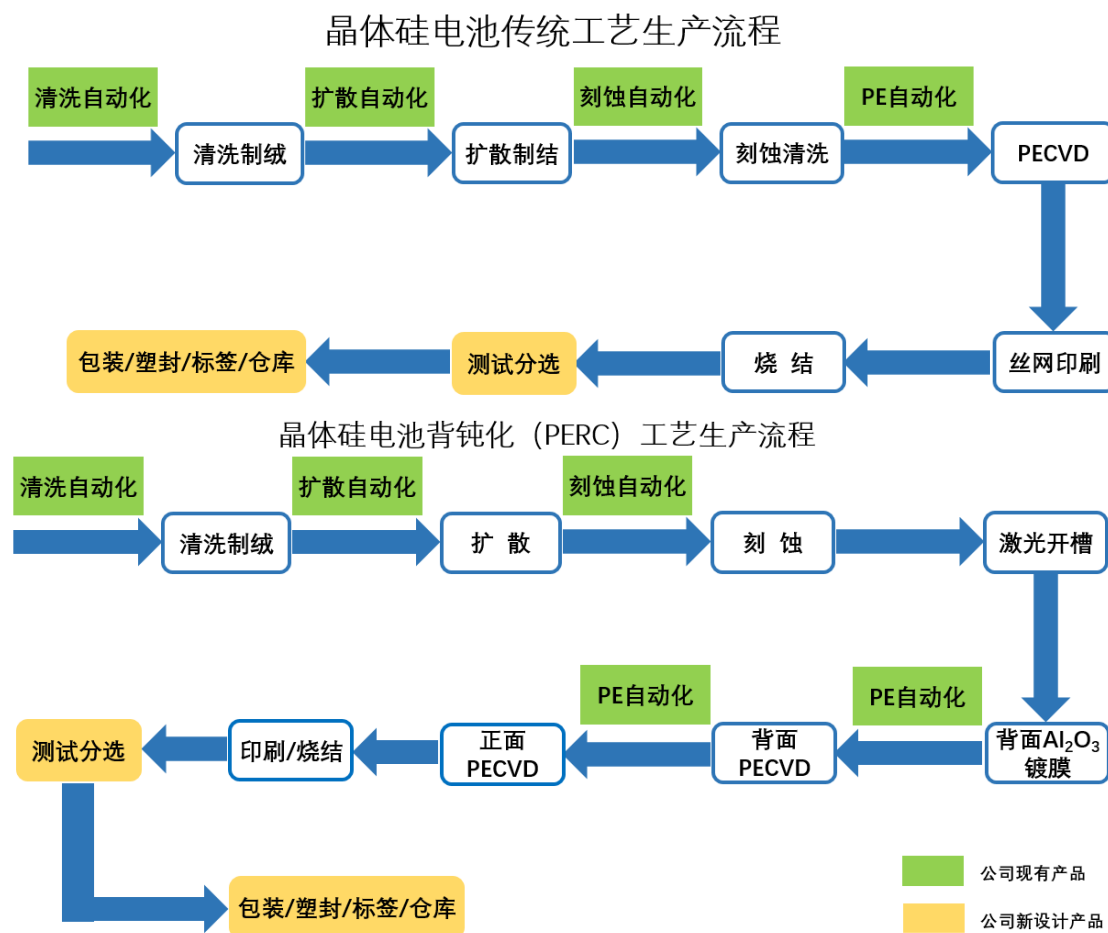 晶体硅电池传统工艺生产流程
清洗自动化
扩散自动化
刻蚀自动化
PE自动化
清洗制绒
扩散制结
刻蚀清洗
PECVD
包装/塑封/标签/仓库
测试分选
烧 结
丝网印刷
晶体硅电池背钝化（PERC）工艺生产流程
清洗自动化
扩散自动化
刻蚀自动化
清洗制绒
扩 散
刻 蚀
激光开槽
PE自动化
PE自动化
测试分选
印刷/烧结
正面
PECVD
背面
PECVD
背面Al₂O₃
镀膜
包装/塑封/标签/仓库
公司现有产品
公司新设计产品